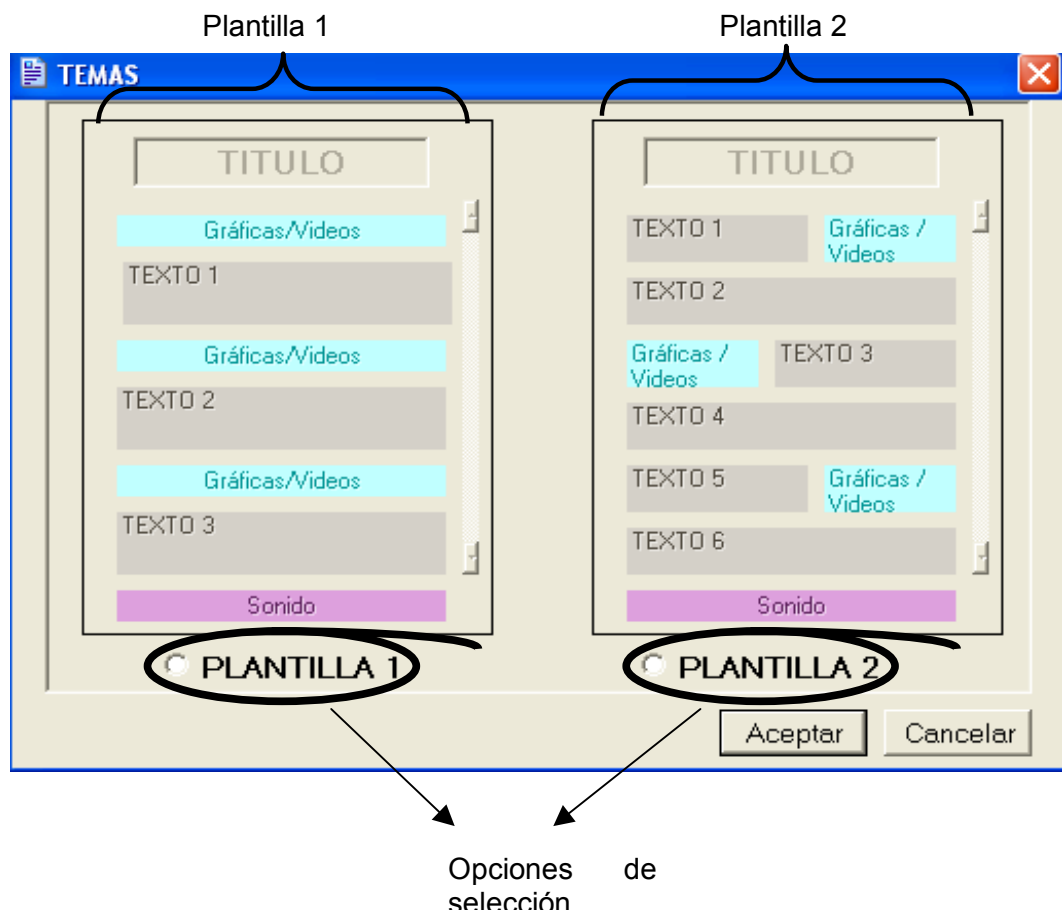 Plantilla 1
Plantilla 2
TEMAS
TITULO
Gráficas/Videos
TEXTO 1
Gráficas/Videos
TEXTO 2
Gráficas/Videos
TEXTO 3
Sonido
PLANTILLA 1
TITULO
TEXTO 1
Gráficas /
Videos
TEXTO 2
Gráficas /
Videos
TEXTO 3
TEXTO 4
TEXTO 5
Gráficas /
Videos
TEXTO 6
Sonido
PLANTILLA 2
Aceptar
Cancelar
Opciones de
selección